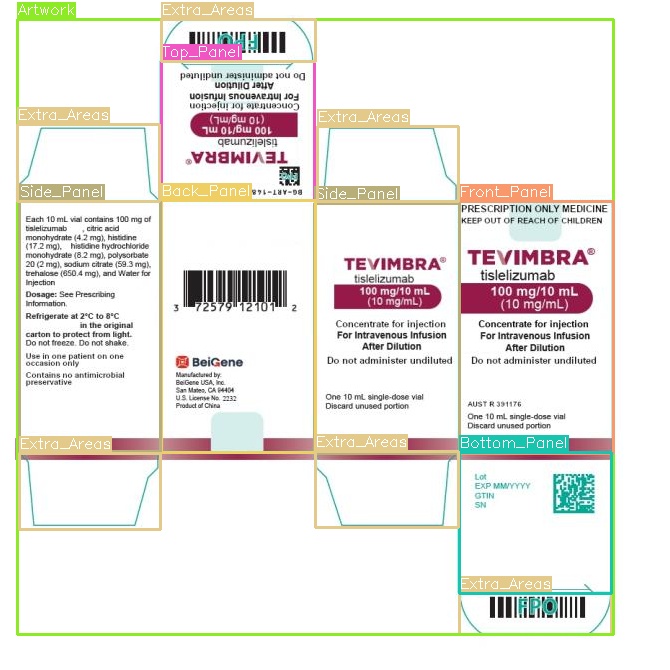 Artwork
Extra_Areas
FPO
Top_Panel
Do not administer undiluted
After Dilution
For Intravenous Infusion
Concentrate for injection
(10 mg/mL)
100 mg/10 mL
tislelizumab
TEVIMBRA®
Extra_Areas
Extra_Areas
Side_Panel
Each 10 mL vial contains 100 mg of
tislelizumab , citric acid
monohydrate (4.2 mg), histidine
(17.2 mg), histidine hydrochloride
monohydrate (8.2 mg), polysorbate
20 (2 mg), sodium citrate (59.3 mg),
trehalose (650.4 mg), and Water for
Injection
Dosage: See Prescribing
Information.
Refrigerate at 2°C to 8°C
in the original
carton to protect from light.
Do not freeze. Do not shake.
Use in one patient on one
occasion only
Contains no antimicrobial
preservative
Back_Panel
3 72579 12101 2
BeiGene
Manufactured by:
BeiGene USA, Inc.
San Mateo, CA 94404
U.S. License No. 2232
Product of China
Side_Panel
TEVIMBRA®
tislelizumab
100 mg/10 mL
(10 mg/mL)
Concentrate for injection
For Intravenous Infusion
After Dilution
Do not administer undiluted
One 10 mL single-dose vial
Discard unused portion
Front_Panel
PRESCRIPTION ONLY MEDICINE
KEEP OUT OF REACH OF CHILDREN
TEVIMBRA®
tislelizumab
100 mg/10 mL
(10 mg/mL)
Concentrate for injection
For Intravenous Infusion
After Dilution
Do not administer undiluted
AUST R 391176
One 10 mL single-dose vial
Discard unused portion
Extra_Areas
Extra_Areas
Bottom_Panel
Lot
EXP MM/YYYY
GTIN
SN
Extra_Areas
FPO